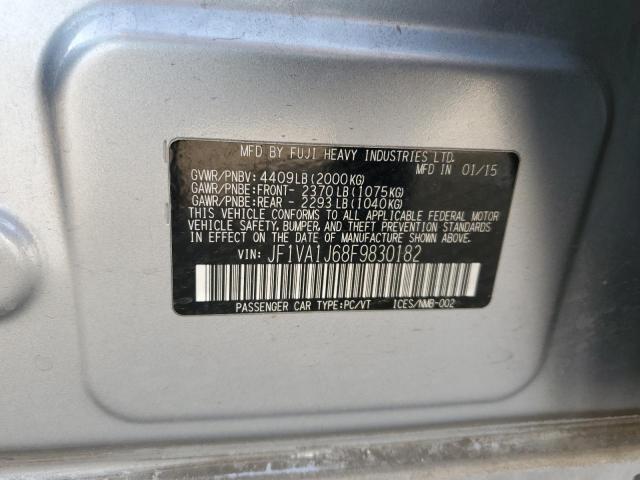 MFD BY FUJI HEAVY INDUSTRIES LTD.
MFD IN 01/15
GVWR/PNBV: 4409LB(2000KG)
GAWR/PNBE:FRONT- 2370LB(1075KG)
GAWR/PNBE:REAR - 2293LB(1040KG)
THIS VEHICLE CONFORMS TO ALL APPLICABLE FEDERAL MOTOR
VEHICLE SAFETY, BUMPER, AND THEFT PREVENTION STANDARDS
IN EFFECT ON THE DATE OF MANUFACTURE SHOWN ABOVE.
VIN: JF1VA1J68F9830182
PASSENGER CAR TYPE:PC/VT ICES/NMB-002